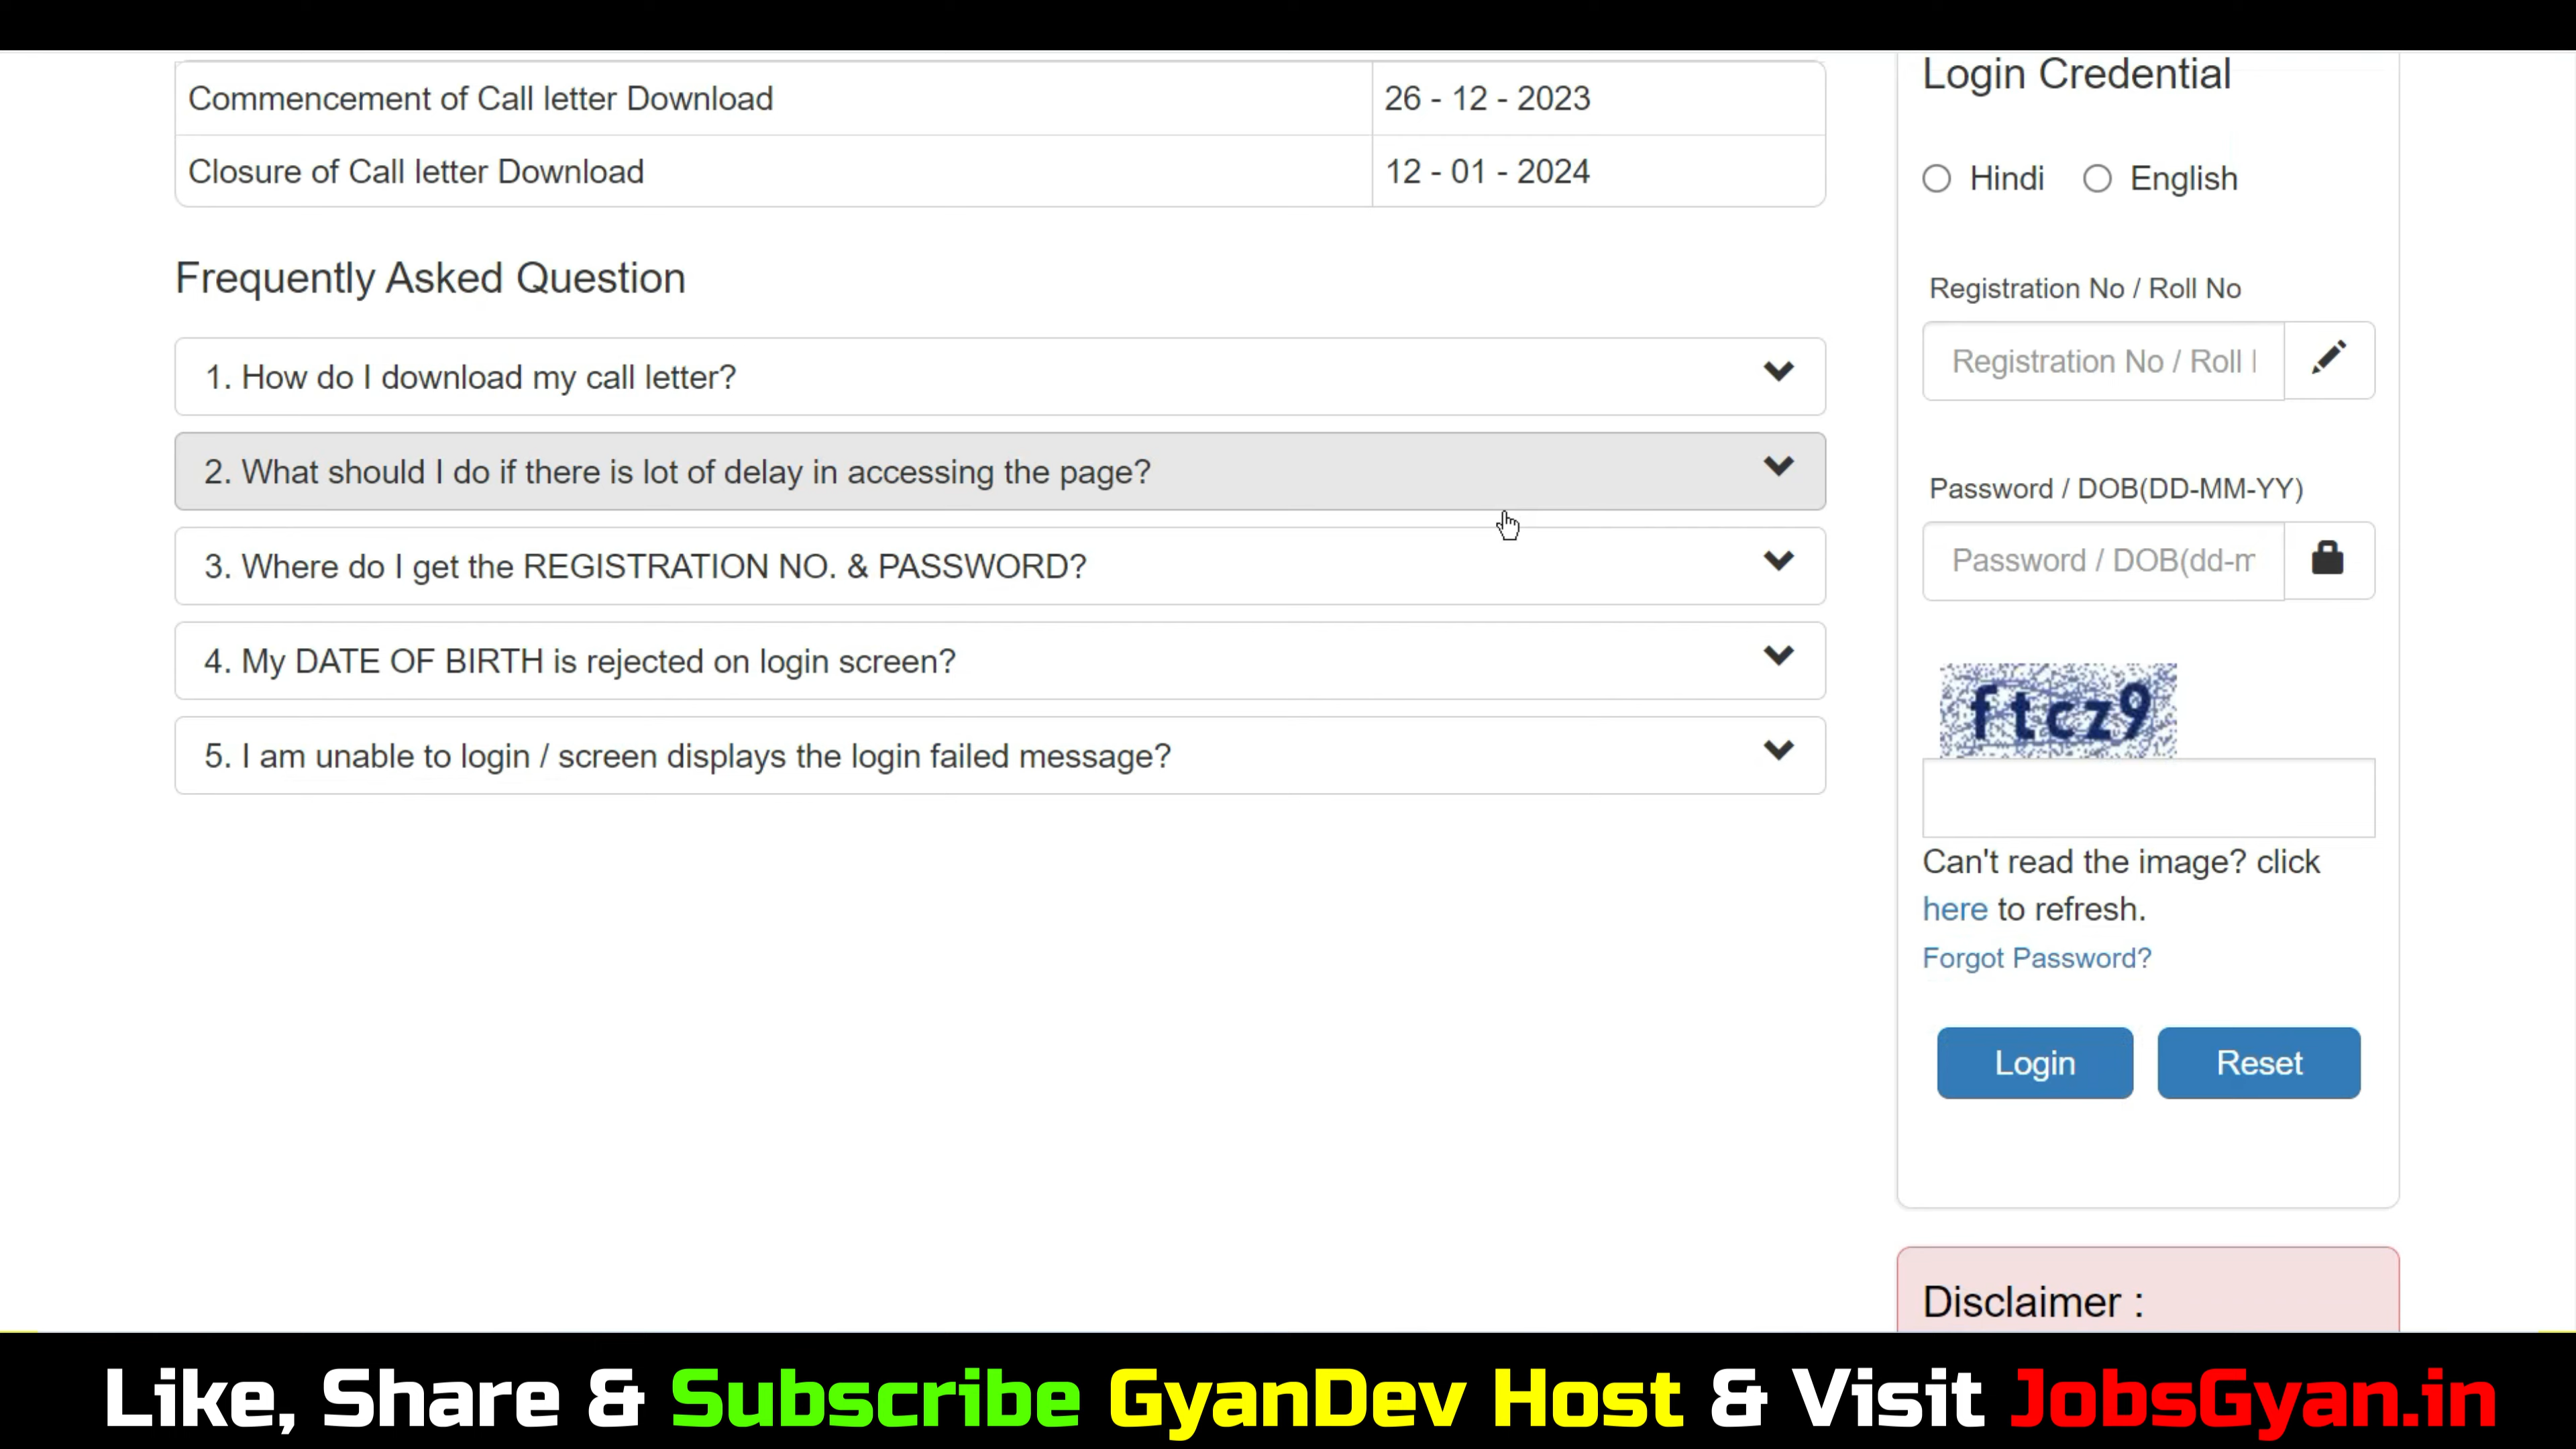 Commencement of Call letter Download 26 - 12 - 2023
Closure of Call letter Download 12 - 01 - 2024
Frequently Asked Question
1. How do I download my call letter?
2. What should I do if there is lot of delay in accessing the page?
3. Where do I get the REGISTRATION NO. & PASSWORD?
4. My DATE OF BIRTH is rejected on login screen?
5. I am unable to login / screen displays the login failed message?
Login Credential
Hindi English
Registration No / Roll No
Registration No / Roll
Password / DOB(DD-MM-YY)
Password / DOB(dd-m
ftcz9
Can't read the image? click
here to refresh.
Forgot Password?
Login Reset
Disclaimer :
Like, Share & Subscribe GyanDev Host & Visit JobsGyan.in